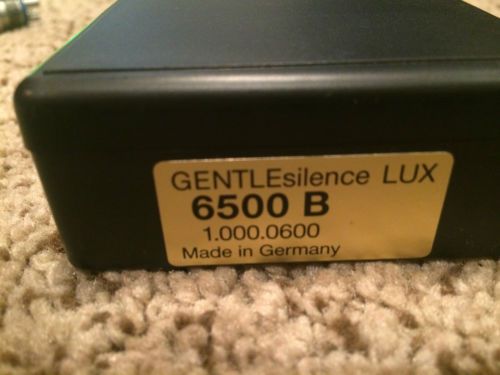 GENTLEsilence LUX
6500 B
1.000.0600
Made in Germany